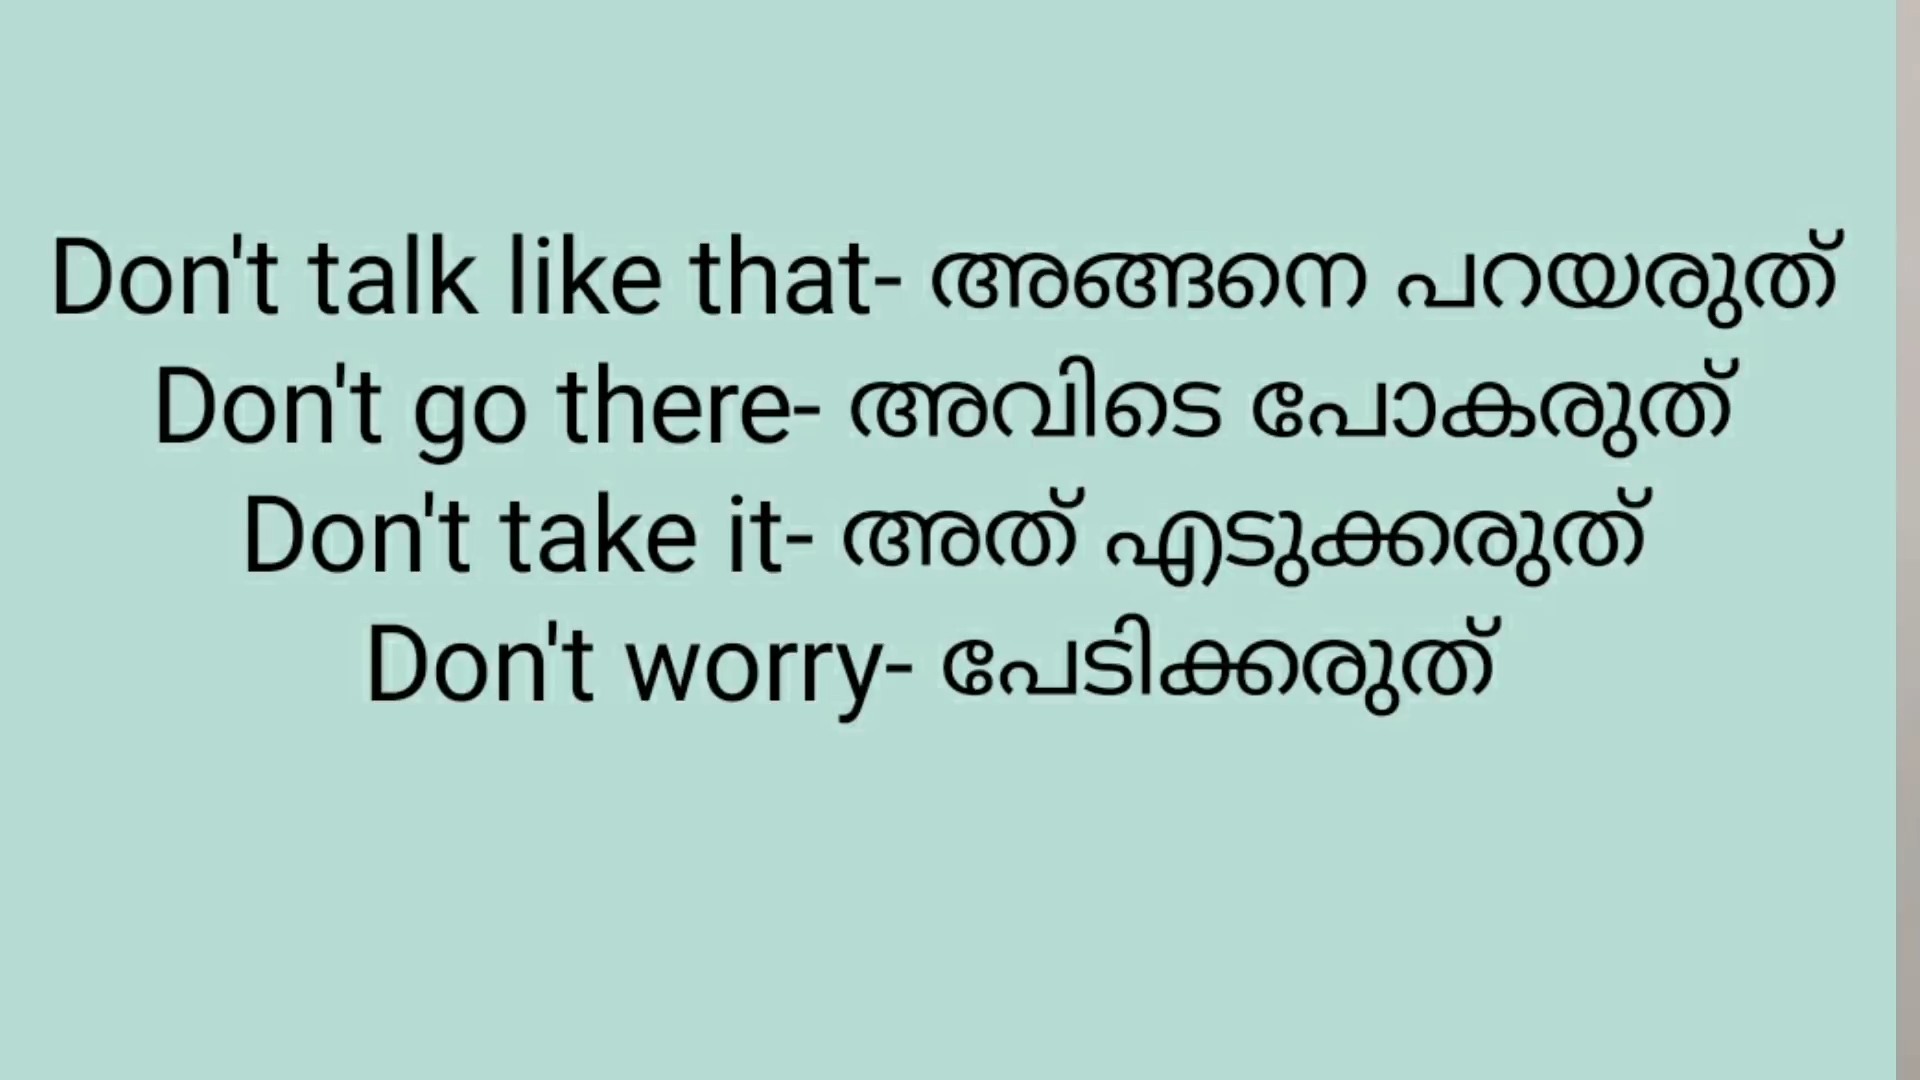 Don't talk like that- അങ്ങനെ പറയരുത്
Don't go there- അവിടെ പോകരുത്
Don't take it- അത് എടുക്കരുത്
Don't worry- പേടിക്കരുത്